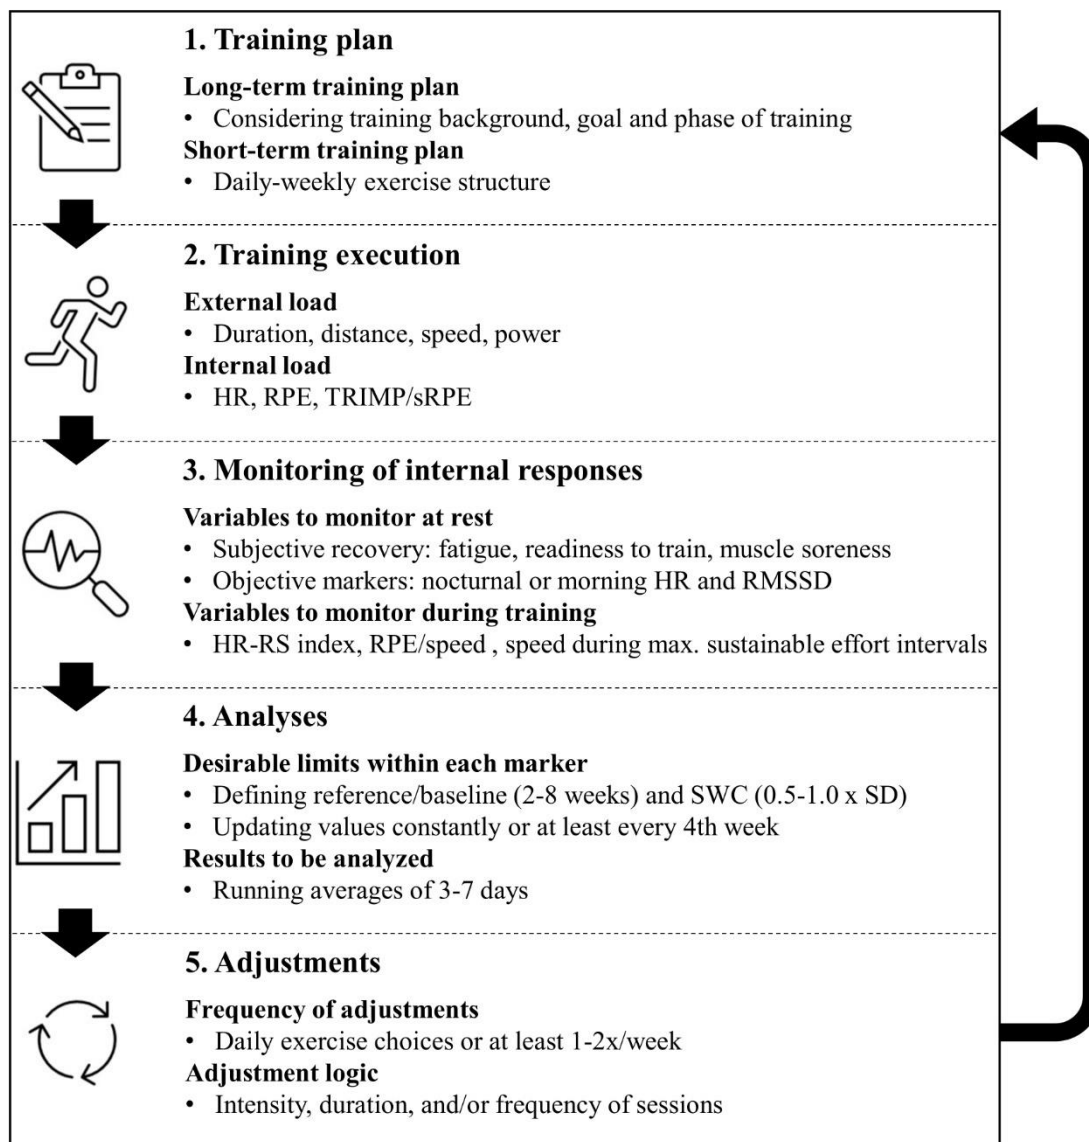 1. Training plan
Long-term training plan
• Considering training background, goal and phase of training
Short-term training plan
• Daily-weekly exercise structure
2. Training execution
External load
• Duration, distance, speed, power
Internal load
• HR, RPE, TRIMP/sRPE
3. Monitoring of internal responses
Variables to monitor at rest
• Subjective recovery: fatigue, readiness to train, muscle soreness
• Objective markers: nocturnal or morning HR and RMSSD
Variables to monitor during training
• HR-RS index, RPE/speed , speed during max. sustainable effort intervals
4. Analyses
Desirable limits within each marker
• Defining reference/baseline (2-8 weeks) and SWC (0.5-1.0 x SD)
• Updating values constantly or at least every 4th week
Results to be analyzed
• Running averages of 3-7 days
5. Adjustments
Frequency of adjustments
• Daily exercise choices or at least 1-2x/week
Adjustment logic
• Intensity, duration, and/or frequency of sessions